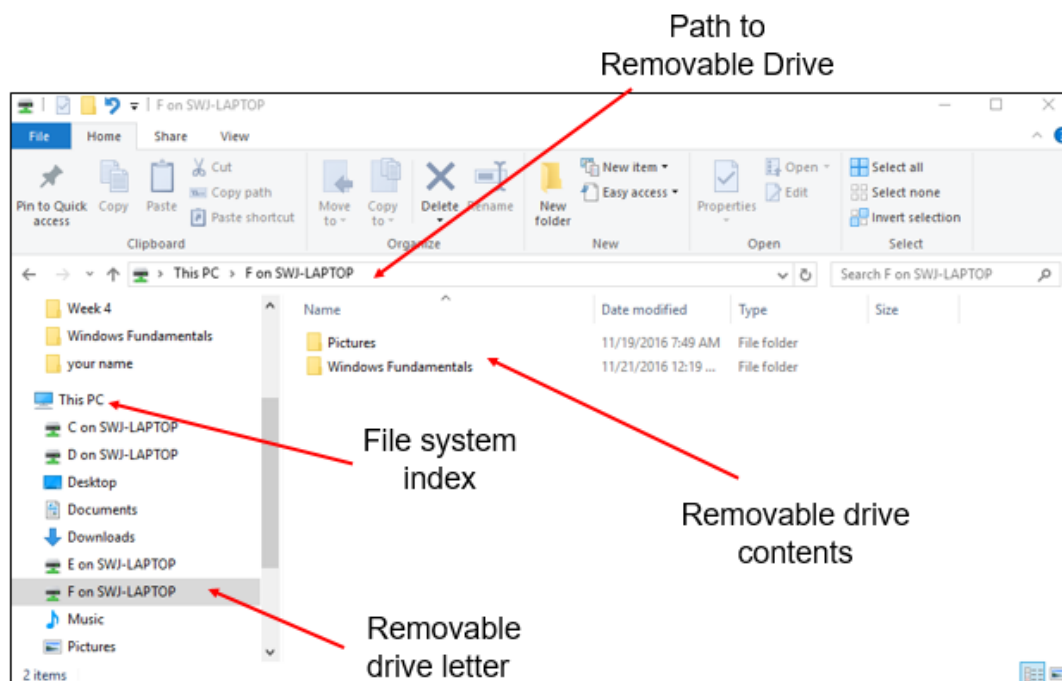 Path to
Removable Drive
F on SWJ-LAPTOP
File Home Share View
Pin to Quick
access
Copy
Paste
Cut
Copy path
Paste shortcut
Clipboard
Move
to
Copy
to
Delete
Rename
Organize
New
folder
New item
Easy access
New
Properties
Open
Edit
Open
Select all
Select none
Invert selection
Select
This PC > F on SWJ-LAPTOP
Search F on SWJ-LAPTOP
Week 4
Windows Fundamentals
your name
This PC
C on SWJ-LAPTOP
D on SWJ-LAPTOP
Desktop
Documents
Downloads
E on SWJ-LAPTOP
F on SWJ-LAPTOP
Music
Pictures
Name Date modified Type Size
Pictures 11/19/2016 7:49 AM File folder
Windows Fundamentals 11/21/2016 12:19 ... File folder
File system
index
Removable drive
contents
Removable
drive letter
2 items